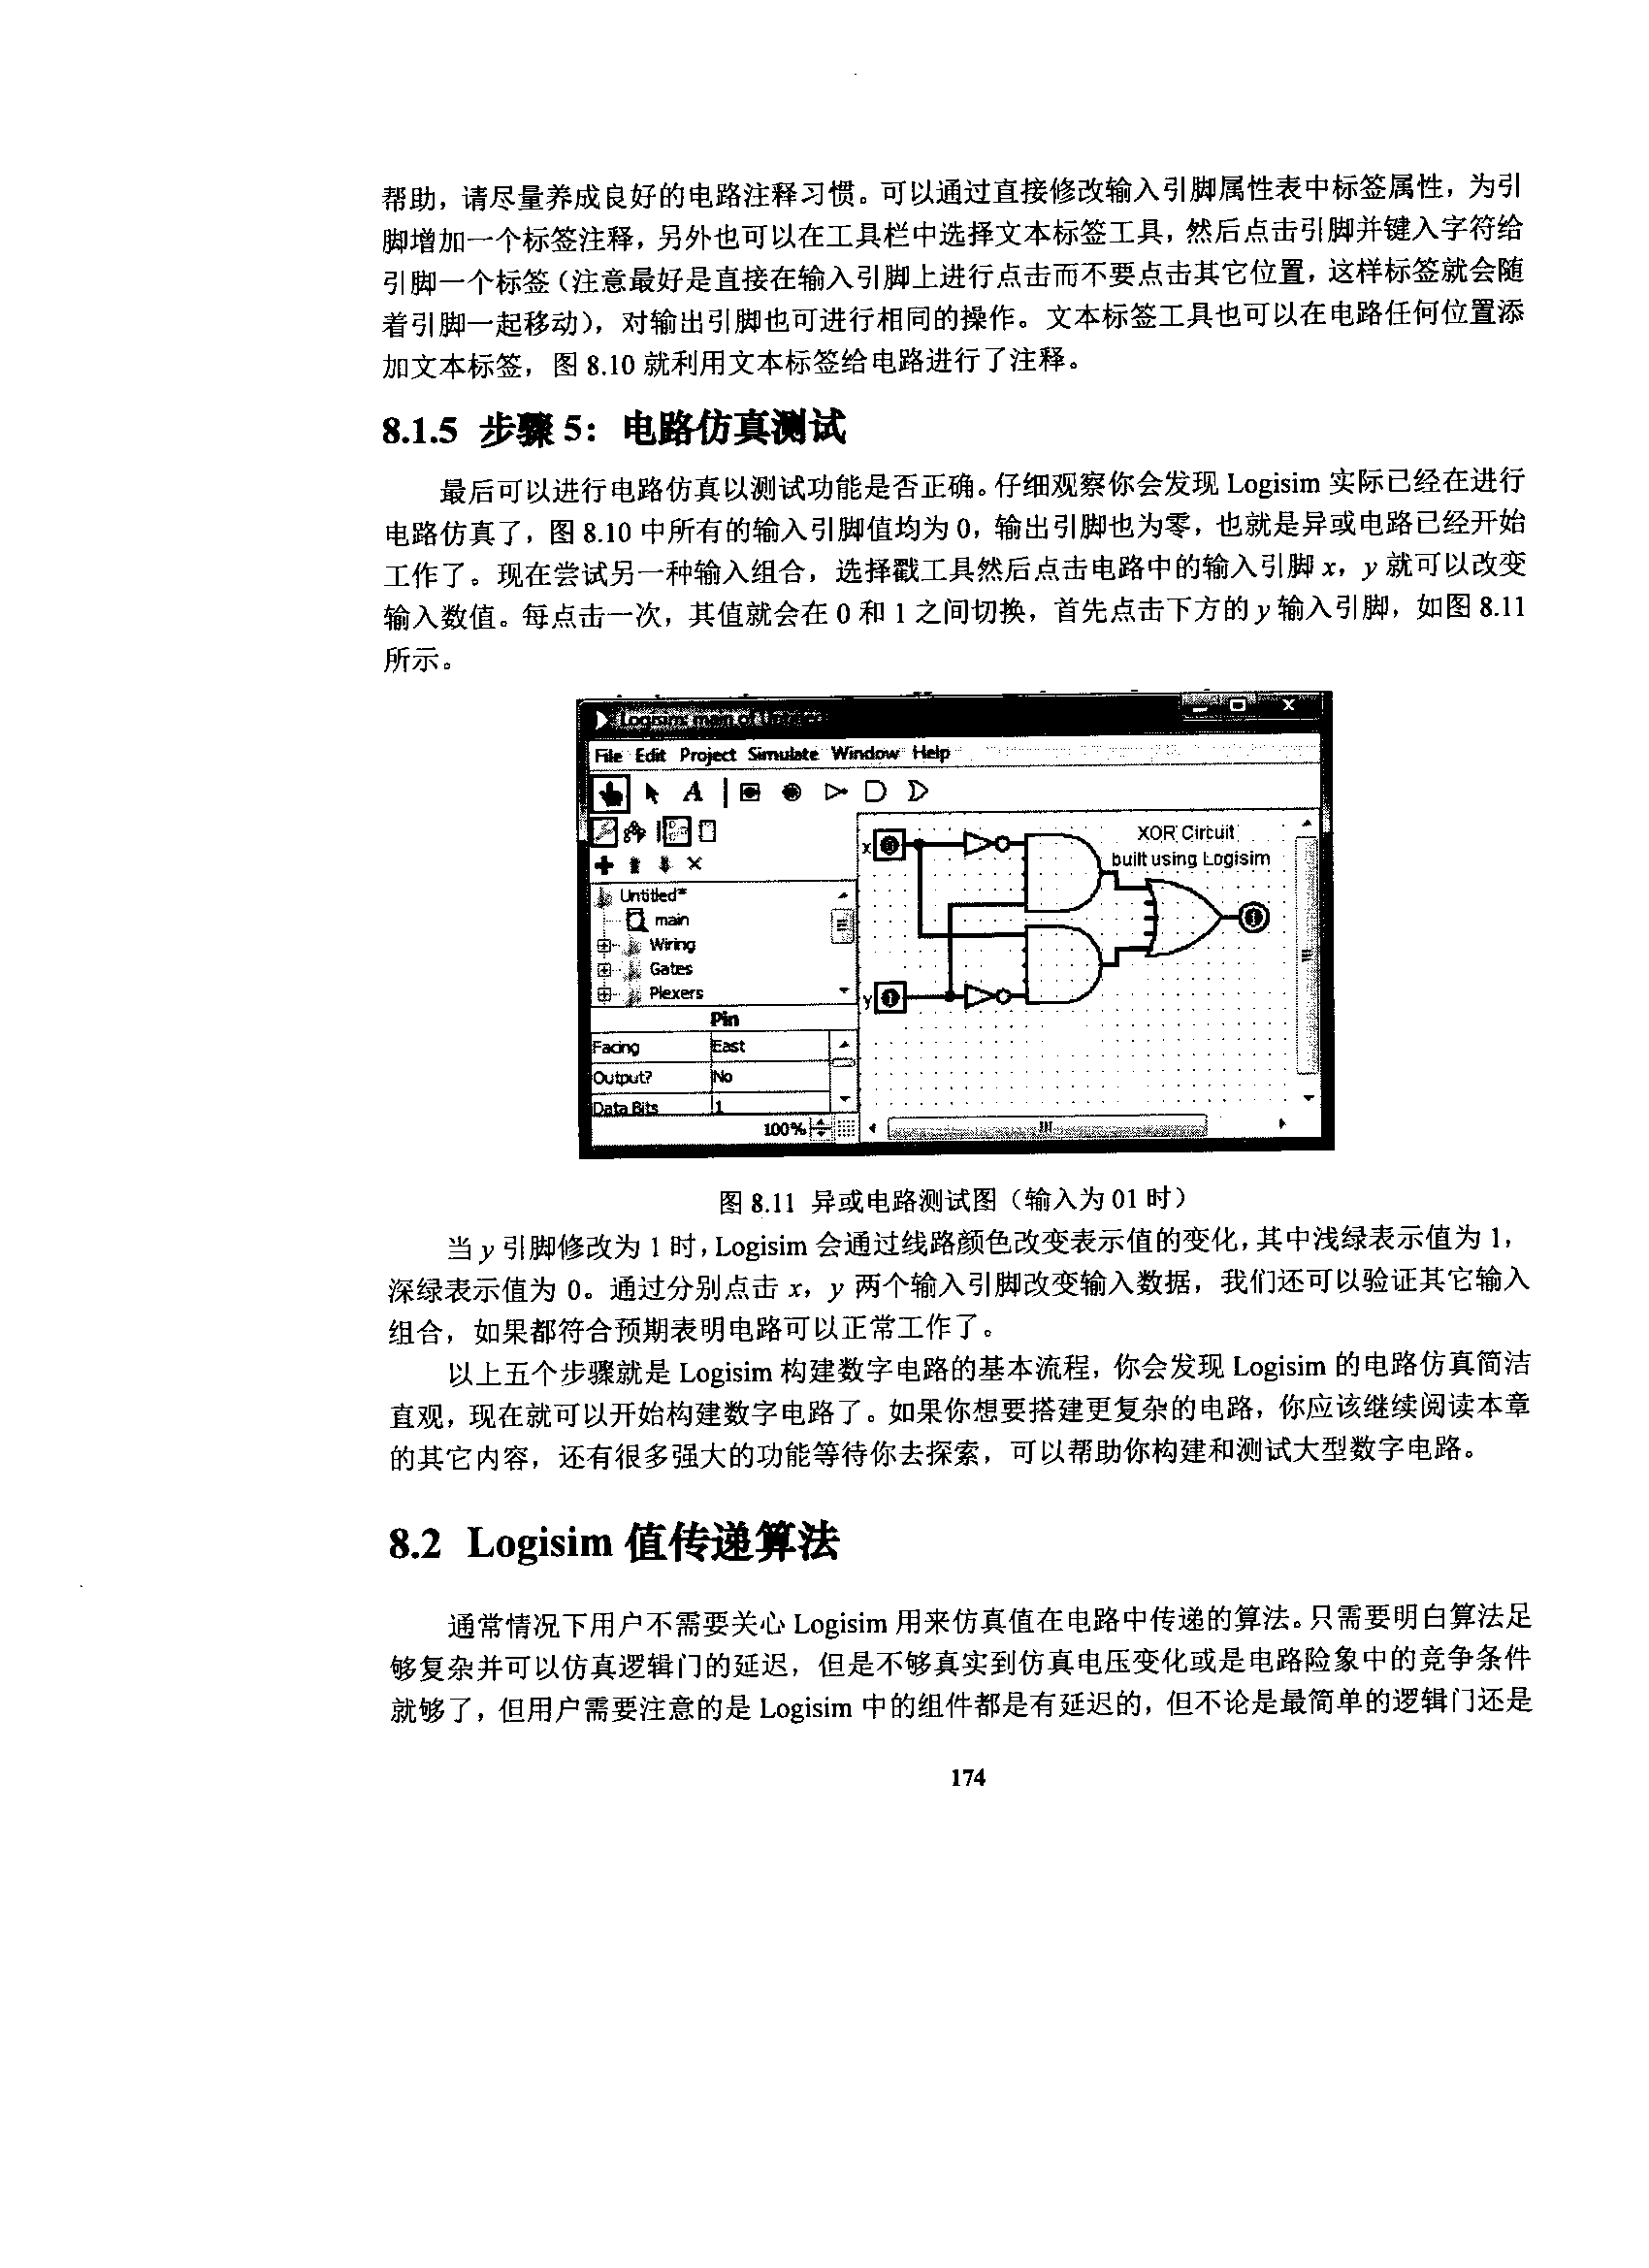 帮助，请尽量养成良好的电路注释习惯。可以通过直接修改输入引脚属性表中标签属性，为引
脚增加一个标签注释，另外也可以在工具栏中选择文本标签工具，然后点击引脚并键入字符给
引脚一个标签（注意最好是直接在输入引脚上进行点击而不要点击其它位置，这样标签就会随
着引脚一起移动），对输出引脚也可进行相同的操作。文本标签工具也可以在电路任何位置添
加文本标签，图 8.10 就利用文本标签给电路进行了注释。
8.1.5 步骤 5：电路仿真测试
最后可以进行电路仿真以测试功能是否正确。仔细观察你会发现 Logisim 实际已经在进行
电路仿真了，图 8.10 中所有的输入引脚值均为 0，输出引脚也为零，也就是异或电路已经开始
工作了。现在尝试另一种输入组合，选择戳工具然后点击电路中的输入引脚 x，y 就可以改变
输入数值。每点击一次，其值就会在 0 和 1 之间切换，首先点击下方的 y 输入引脚，如图 8.11
所示。
Logisim: main of Untitled
File Edit Project Simulate Window Help
A
XOR Circuit
built using Logisim
x
y
Untitled*
main
Wiring
Gates
Plexers
Pin
Facing East
Output? No
Data Bits 1
100%
图 8.11 异或电路测试图（输入为 01 时）
当 y 引脚修改为 1 时，Logisim 会通过线路颜色改变表示值的变化，其中浅绿表示值为 1，
深绿表示值为 0。通过分别点击 x，y 两个输入引脚改变输入数据，我们还可以验证其它输入
组合，如果都符合预期表明电路可以正常工作了。
以上五个步骤就是 Logisim 构建数字电路的基本流程，你会发现 Logisim 的电路仿真简洁
直观，现在就可以开始构建数字电路了。如果你想要搭建更复杂的电路，你应该继续阅读本章
的其它内容，还有很多强大的功能等待你去探索，可以帮助你构建和测试大型数字电路。
8.2 Logisim 值传递算法
通常情况下用户不需要关心 Logisim 用来仿真值在电路中传递的算法。只需要明白算法足
够复杂并可以仿真逻辑门的延迟，但是不够真实到仿真电压变化或是电路险象中的竞争条件
就够了，但用户需要注意的是 Logisim 中的组件都是有延迟的，但不论是最简单的逻辑门还是
174